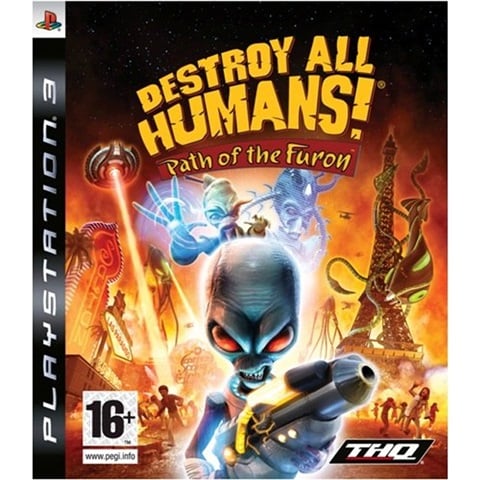 PLAYSTATION 3
DESTROY ALL
HUMANS!
Path of the Furon
16+
www.pegi.info
THQ